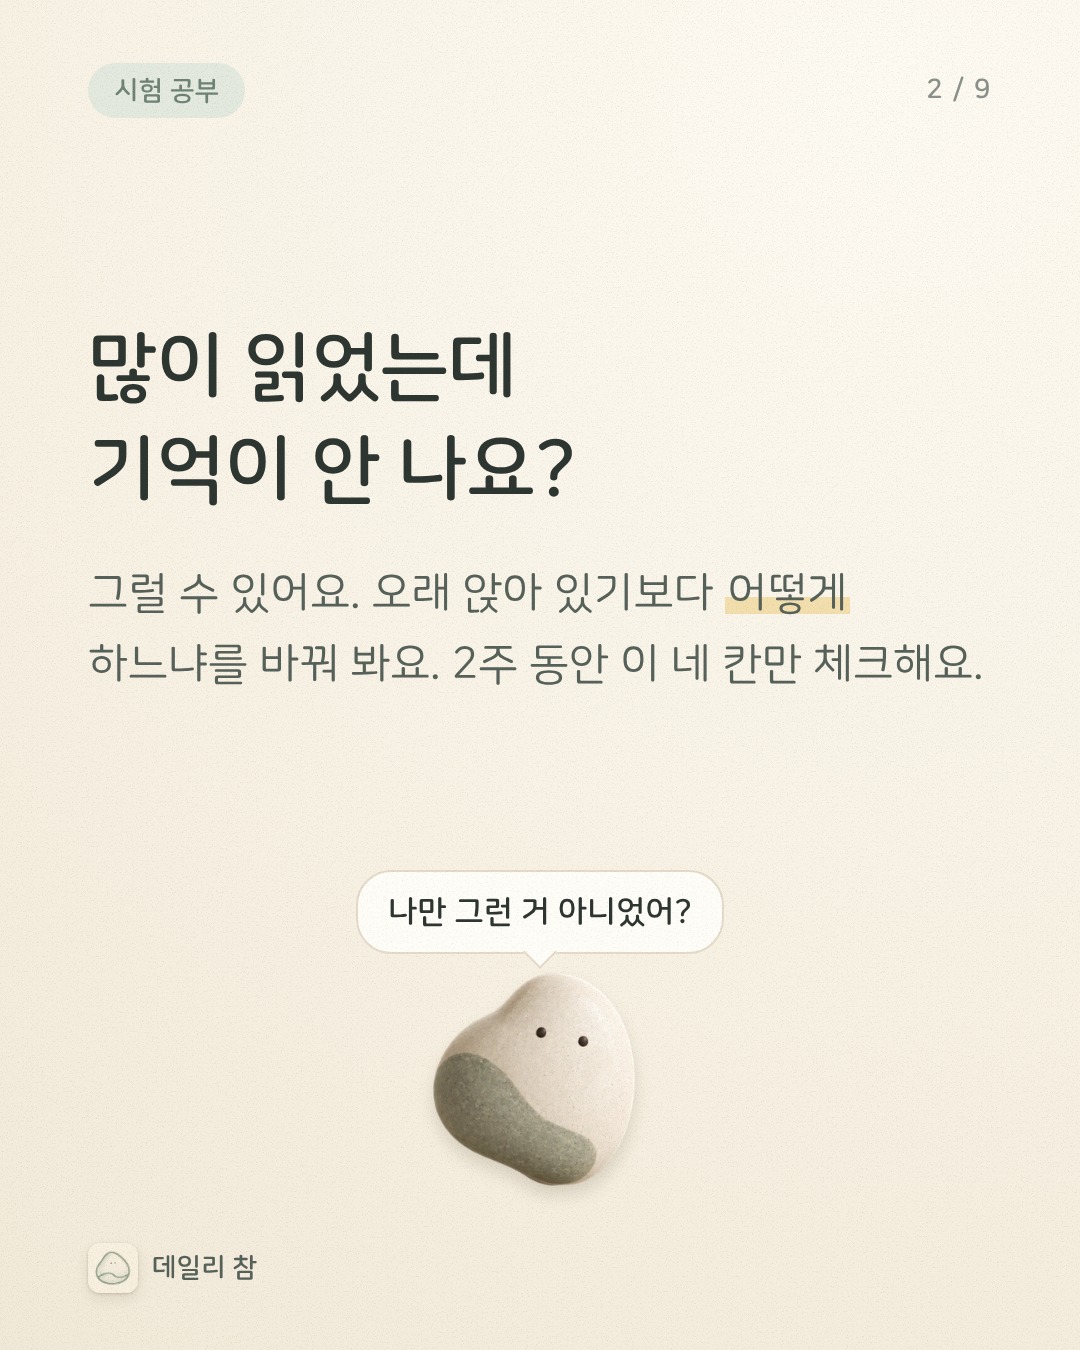 시험 공부
2 / 9
많이 읽었는데
기억이 안 나요?
그럴 수 있어요. 오래 앉아 있기보다 어떻게
하느냐를 바꿔 봐요. 2주 동안 이 네 칸만 체크해요.
나만 그런 거 아니었어?
데일리 참